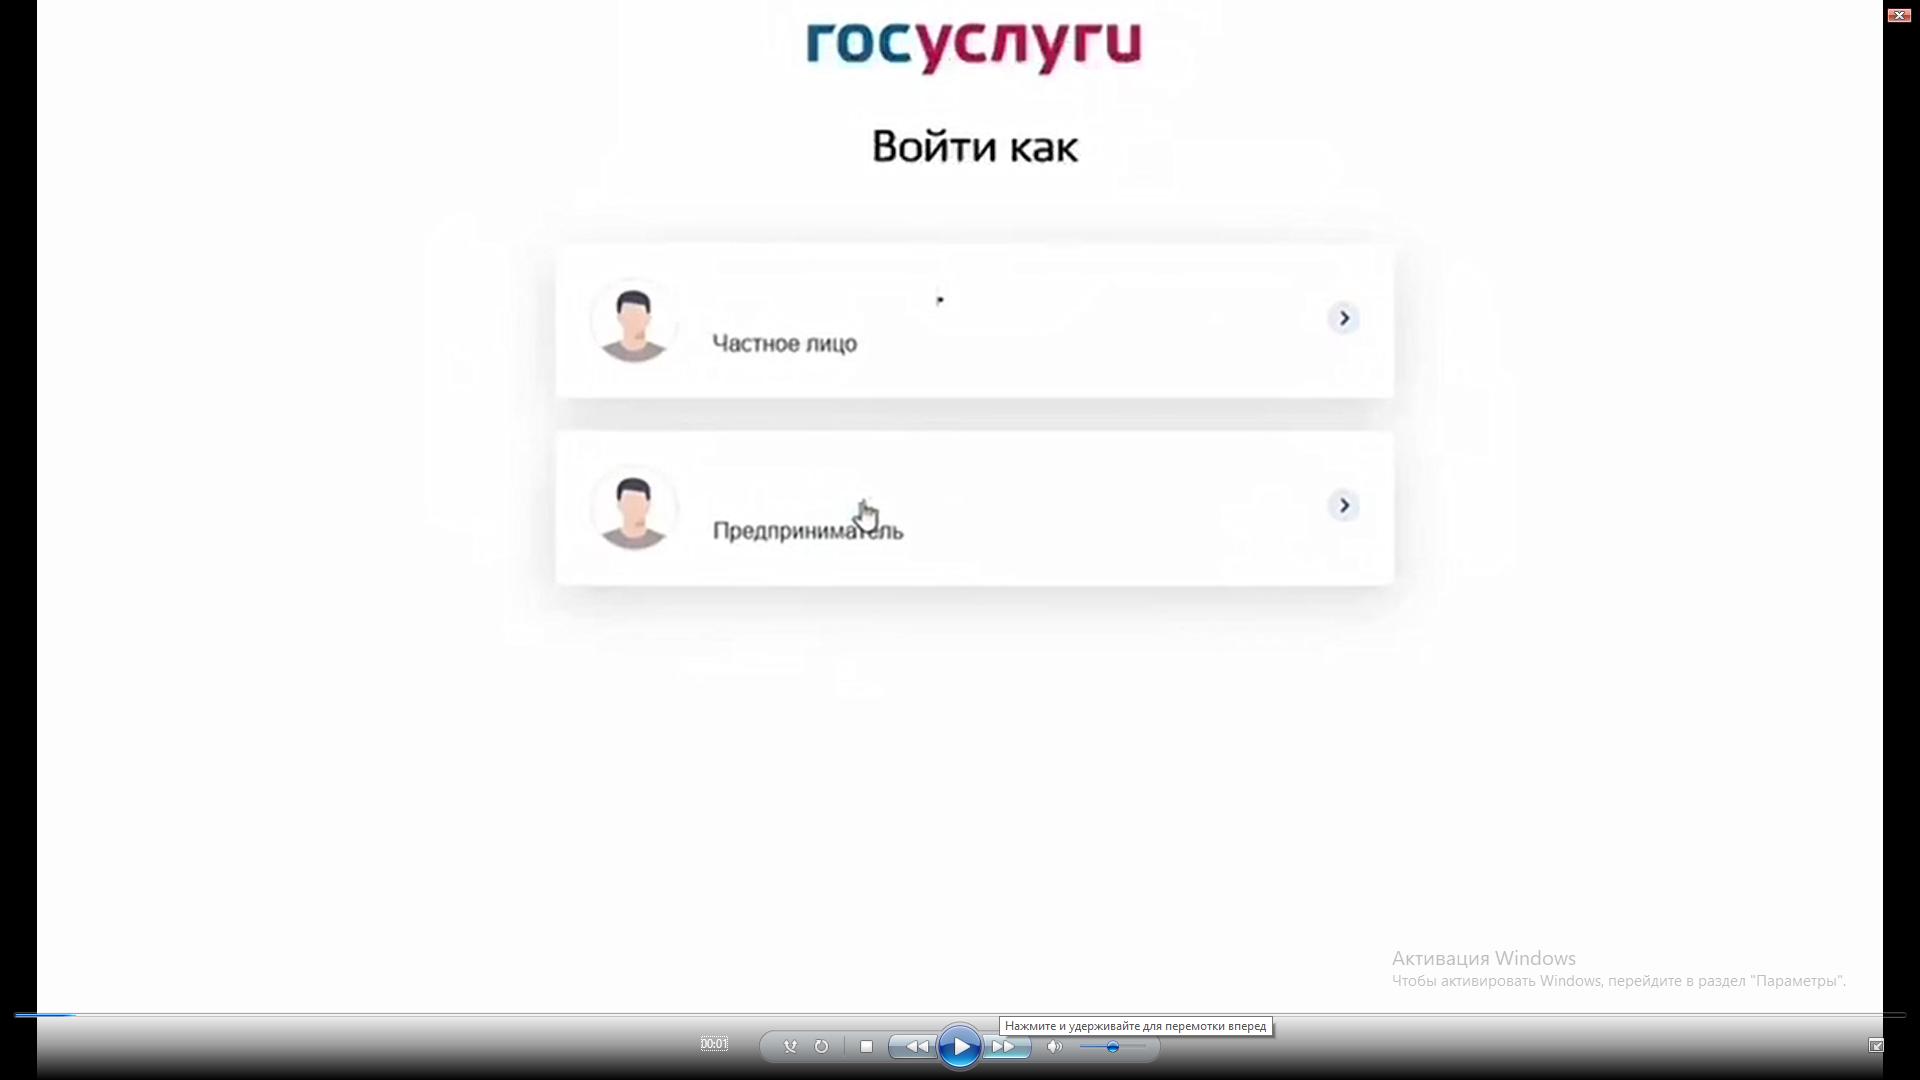 госуслуги
Войти как
Частное лицо
Предприниматель
Активация Windows
Чтобы активировать Windows, перейдите в раздел "Параметры".
Нажмите и удерживайте для перемотки вперед
00:01